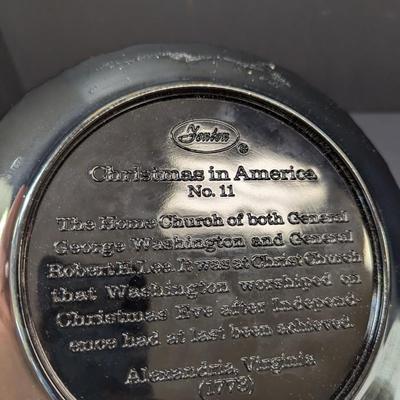 Fenton
®
Christmas in America
No. 11
The Home Church of both General
George Washington and General
Robert E. Lee. It was at Christ Church
that Washington worshiped on
Christmas Eve after Independ-
ence had at last been achieved.
Alexandria, Virginia
(1773)